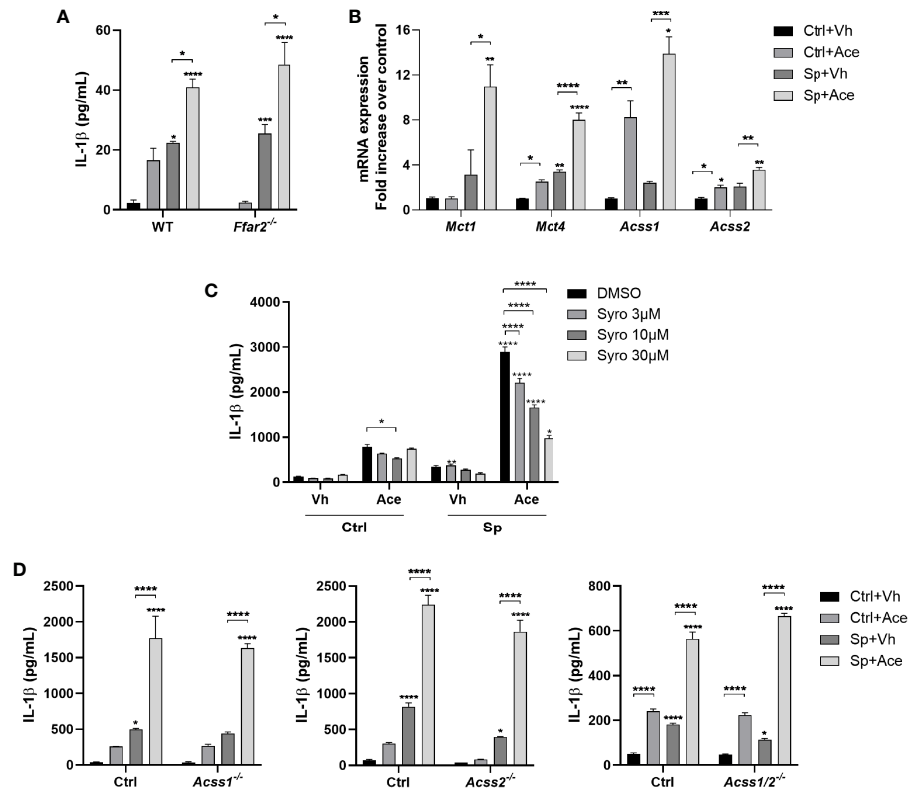 A
IL-1β (pg/mL)
60
40
20
0
*
****
*
*
****
***
WT
Ffar2-/-
B
mRNA expression
Fold increase over control
16
12
8
4
0
*
**
****
****
*
**
***
*
**
**
**
*
*
Mct1
Mct4
Acss1
Acss2
Ctrl+Vh
Ctrl+Ace
Sp+Vh
Sp+Ace
C
IL-1β (pg/mL)
4000
3000
2000
1000
0
****
****
****
****
****
****
*
*
**
Vh
Ace
Vh
Ace
Ctrl
Sp
DMSO
Syro 3µM
Syro 10µM
Syro 30µM
D
IL-1β (pg/mL)
2500
2000
1500
1000
500
0
****
****
*
****
****
Ctrl
Acss1-/-
IL-1β (pg/mL)
2500
2000
1500
1000
500
0
****
****
****
****
****
*
Ctrl
Acss2-/-
IL-1β (pg/mL)
800
600
400
200
0
****
****
****
****
****
****
****
*
Ctrl
Acss1/2-/-
Ctrl+Vh
Ctrl+Ace
Sp+Vh
Sp+Ace